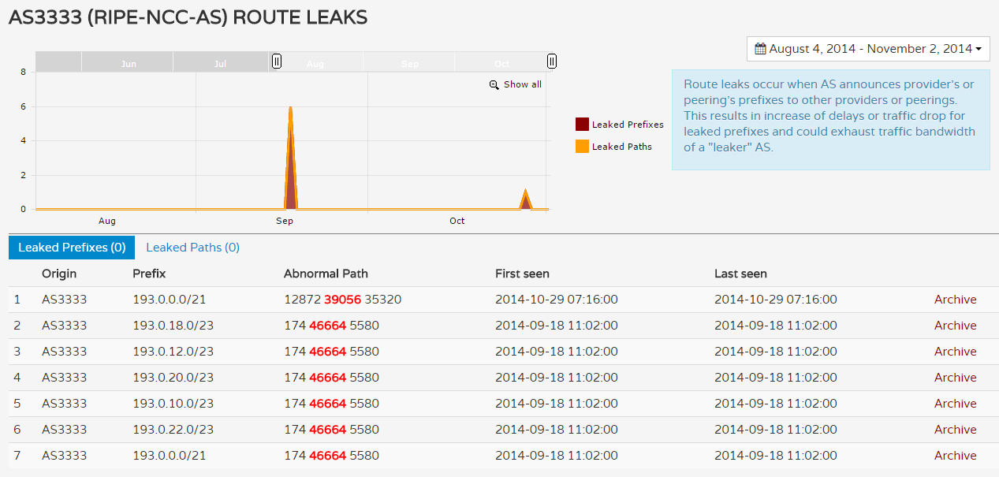 AS3333 (RIPE-NCC-AS) ROUTE LEAKS
August 4, 2014 - November 2, 2014
Jun Jul Aug Sep Oct
Show all
8
6
4
2
0
Aug Sep Oct
Leaked Prefixes
Leaked Paths
Route leaks occur when AS announces provider's or
peering's prefixes to other providers or peerings.
This results in increase of delays or traffic drop for
leaked prefixes and could exhaust traffic bandwidth
of a "leaker" AS.
Leaked Prefixes (0) Leaked Paths (0)
Origin Prefix Abnormal Path First seen Last seen
1 AS3333 193.0.0.0/21 12872 39056 35320 2014-10-29 07:16:00 2014-10-29 07:16:00 Archive
2 AS3333 193.0.18.0/23 174 46664 5580 2014-09-18 11:02:00 2014-09-18 11:02:00 Archive
3 AS3333 193.0.12.0/23 174 46664 5580 2014-09-18 11:02:00 2014-09-18 11:02:00 Archive
4 AS3333 193.0.20.0/23 174 46664 5580 2014-09-18 11:02:00 2014-09-18 11:02:00 Archive
5 AS3333 193.0.10.0/23 174 46664 5580 2014-09-18 11:02:00 2014-09-18 11:02:00 Archive
6 AS3333 193.0.22.0/23 174 46664 5580 2014-09-18 11:02:00 2014-09-18 11:02:00 Archive
7 AS3333 193.0.0.0/21 174 46664 5580 2014-09-18 11:02:00 2014-09-18 11:02:00 Archive